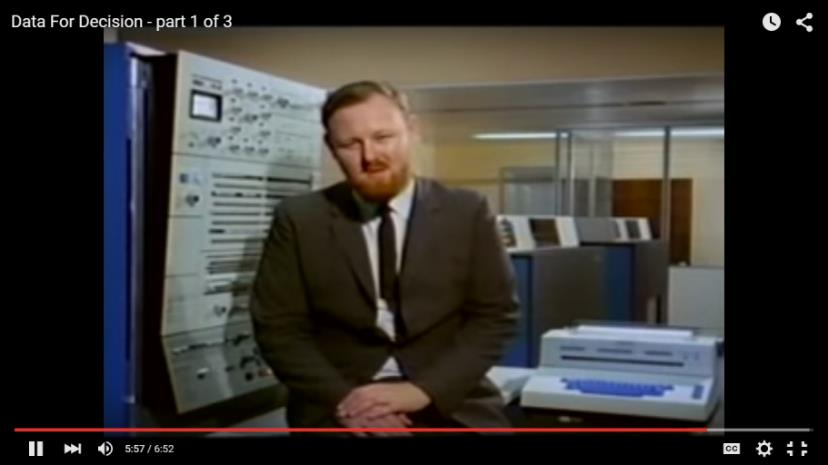 Data For Decision - part 1 of 3
5:57 / 6:52
CC